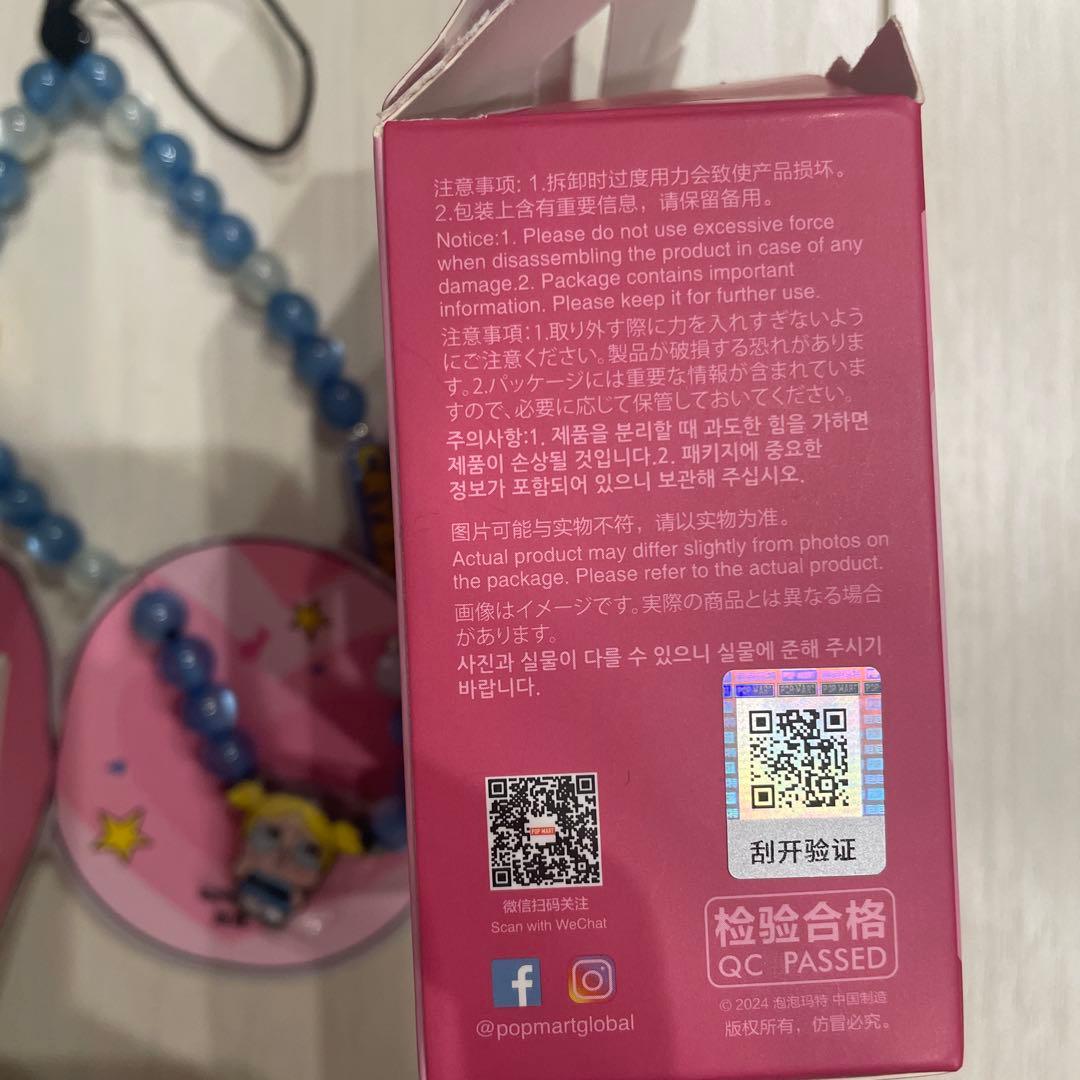 注意事项: 1.拆卸时过度用力会致使产品损坏。
2.包装上含有重要信息，请保留备用。
Notice:1. Please do not use excessive force
when disassembling the product in case of any
damage.2. Package contains important
information. Please keep it for further use.
注意事項:1.取り外す際に力を入れすぎないよう
にご注意ください。製品が破損する恐れがありま
す。2.パッケージには重要な情報が含まれていま
すので、必要に応じて保管しておいてください。
주의사항:1. 제품을 분리할 때 과도한 힘을 가하면
제품이 손상될 것입니다.2. 패키지에 중요한
정보가 포함되어 있으니 보관해 주십시오.
图片可能与实物不符，请以实物为准。
Actual product may differ slightly from photos on
the package. Please refer to the actual product.
画像はイメージです。実際の商品とは異なる場合
があります。
사진과 실물이 다를 수 있으니 실물에 준해 주시기
바랍니다.
POP MART POP MART POP MART
POP MART
刮开验证
微信扫码关注
Scan with WeChat
检验合格
QC PASSED
@popmartglobal
© 2024 泡泡玛特 中国制造
版权所有，仿冒必究。